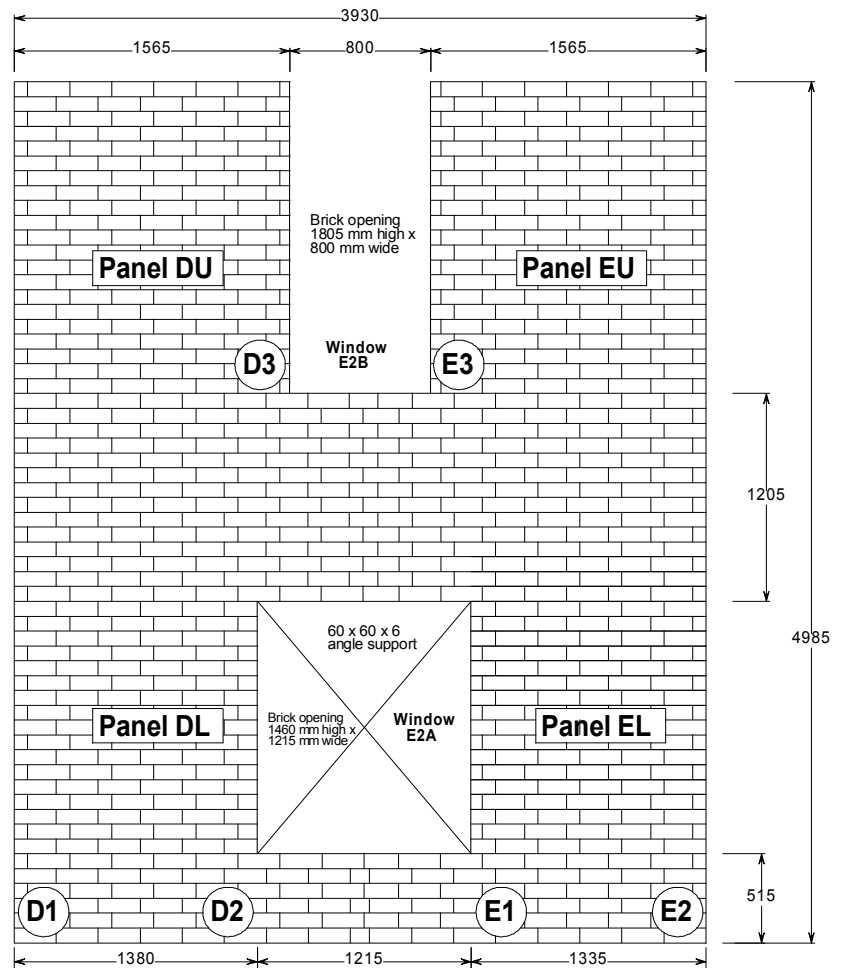 3930
1565
800
1565
Brick opening
1805 mm high x
800 mm wide
Panel DU
Panel EU
Window
E2B
D3
E3
1205
60 x 60 x 6
angle support
4985
Brick opening
1460 mm high x
1215 mm wide
Window
E2A
Panel DL
Panel EL
515
D1
D2
E1
E2
1380
1215
1335